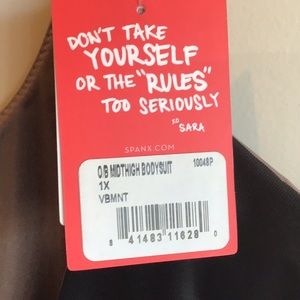 DON'T TAKE
YOURSELF
OR THE "RULES"
TOO SERIOUSLY
XO
SARA
SPANX.COM
O/B MIDTHIGH BODYSUIT 10048P
1X
VBMNT
8 41483 11628 0